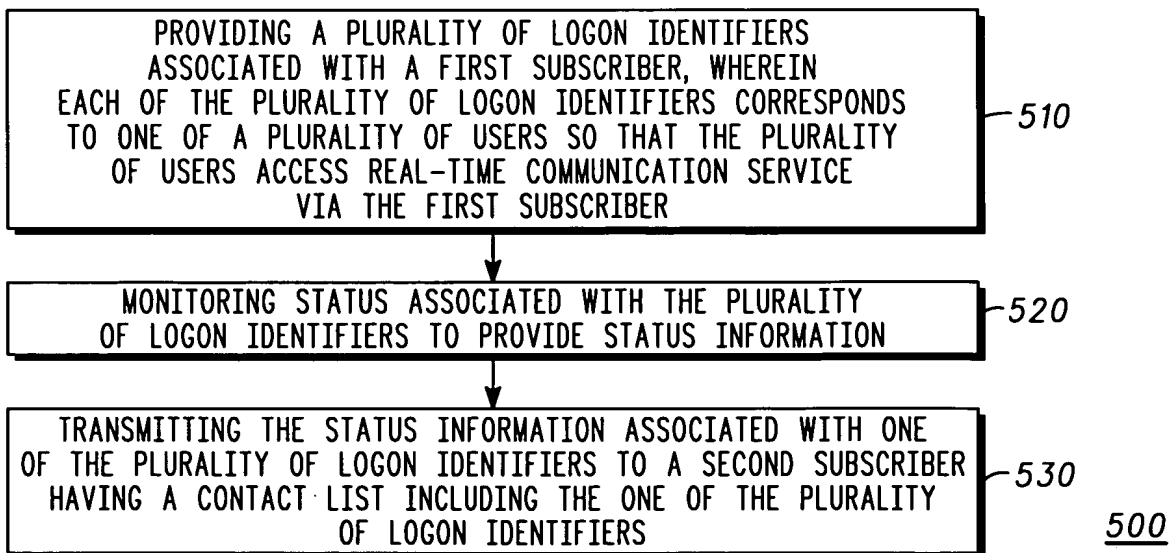 PROVIDING A PLURALITY OF LOGON IDENTIFIERS
ASSOCIATED WITH A FIRST SUBSCRIBER, WHEREIN
EACH OF THE PLURALITY OF LOGON IDENTIFIERS CORRESPONDS
TO ONE OF A PLURALITY OF USERS SO THAT THE PLURALITY
OF USERS ACCESS REAL-TIME COMMUNICATION SERVICE
VIA THE FIRST SUBSCRIBER
510
MONITORING STATUS ASSOCIATED WITH THE PLURALITY
OF LOGON IDENTIFIERS TO PROVIDE STATUS INFORMATION
520
TRANSMITTING THE STATUS INFORMATION ASSOCIATED WITH ONE
OF THE PLURALITY OF LOGON IDENTIFIERS TO A SECOND SUBSCRIBER
HAVING A CONTACT LIST INCLUDING THE ONE OF THE PLURALITY
OF LOGON IDENTIFIERS
530
500